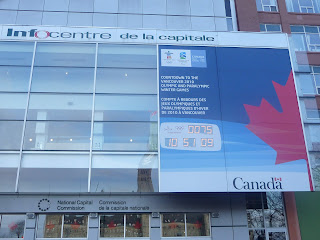 Infocentre de la capitale
Canada
COUNTDOWN TO THE
VANCOUVER 2010
OLYMPIC AND PARALYMPIC
WINTER GAMES
COMPTE À REBOURS DES
JEUX OLYMPIQUES ET
PARALYMPIQUES D'HIVER
DE 2010 À VANCOUVER
0075
10:51:09
Canada
National Capital Commission de la capitale nationale
Commission